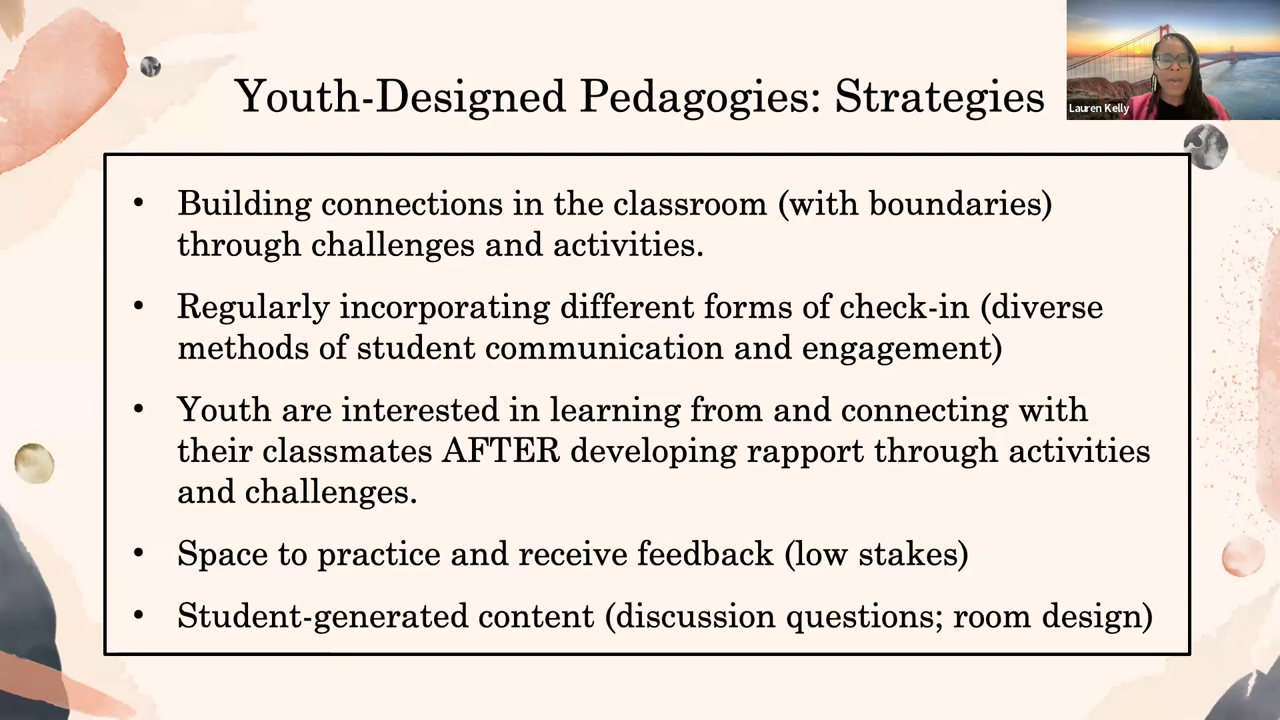 Youth-Designed Pedagogies: Strategies
Lauren Kelly
• Building connections in the classroom (with boundaries)
through challenges and activities.
• Regularly incorporating different forms of check-in (diverse
methods of student communication and engagement)
• Youth are interested in learning from and connecting with
their classmates AFTER developing rapport through activities
and challenges.
• Space to practice and receive feedback (low stakes)
• Student-generated content (discussion questions; room design)